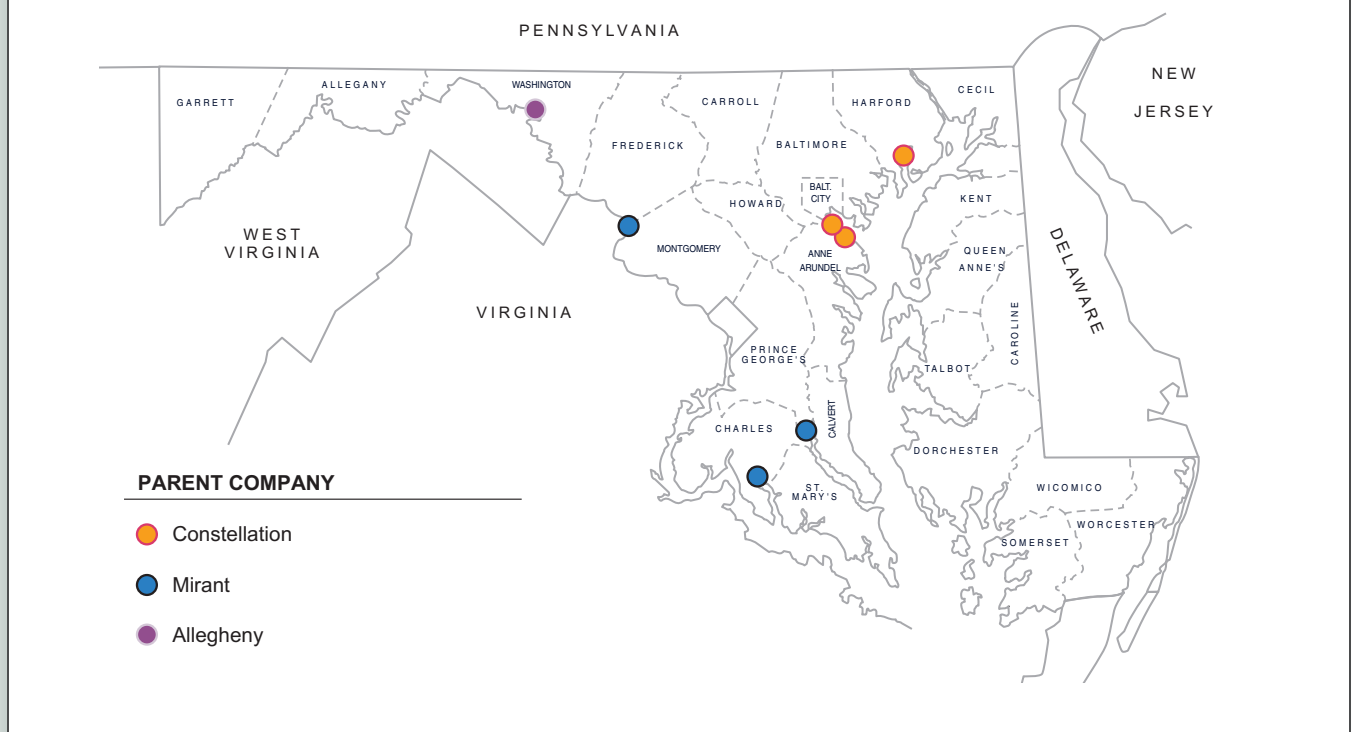 PENNSYLVANIA
NEW
JERSEY
GARRETT
ALLEGANY
WASHINGTON
CARROLL
HARFORD
CECIL
FREDERICK
BALTIMORE
BALT.
CITY
HOWARD
KENT
WEST
VIRGINIA
MONTGOMERY
ANNE
ARUNDEL
QUEEN
ANNE'S
DELAWARE
VIRGINIA
CAROLINE
PRINCE
GEORGE'S
TALBOT
CALVERT
CHARLES
DORCHESTER
ST.
MARY'S
WICOMICO
WORCESTER
SOMERSET
PARENT COMPANY
Constellation
Mirant
Allegheny